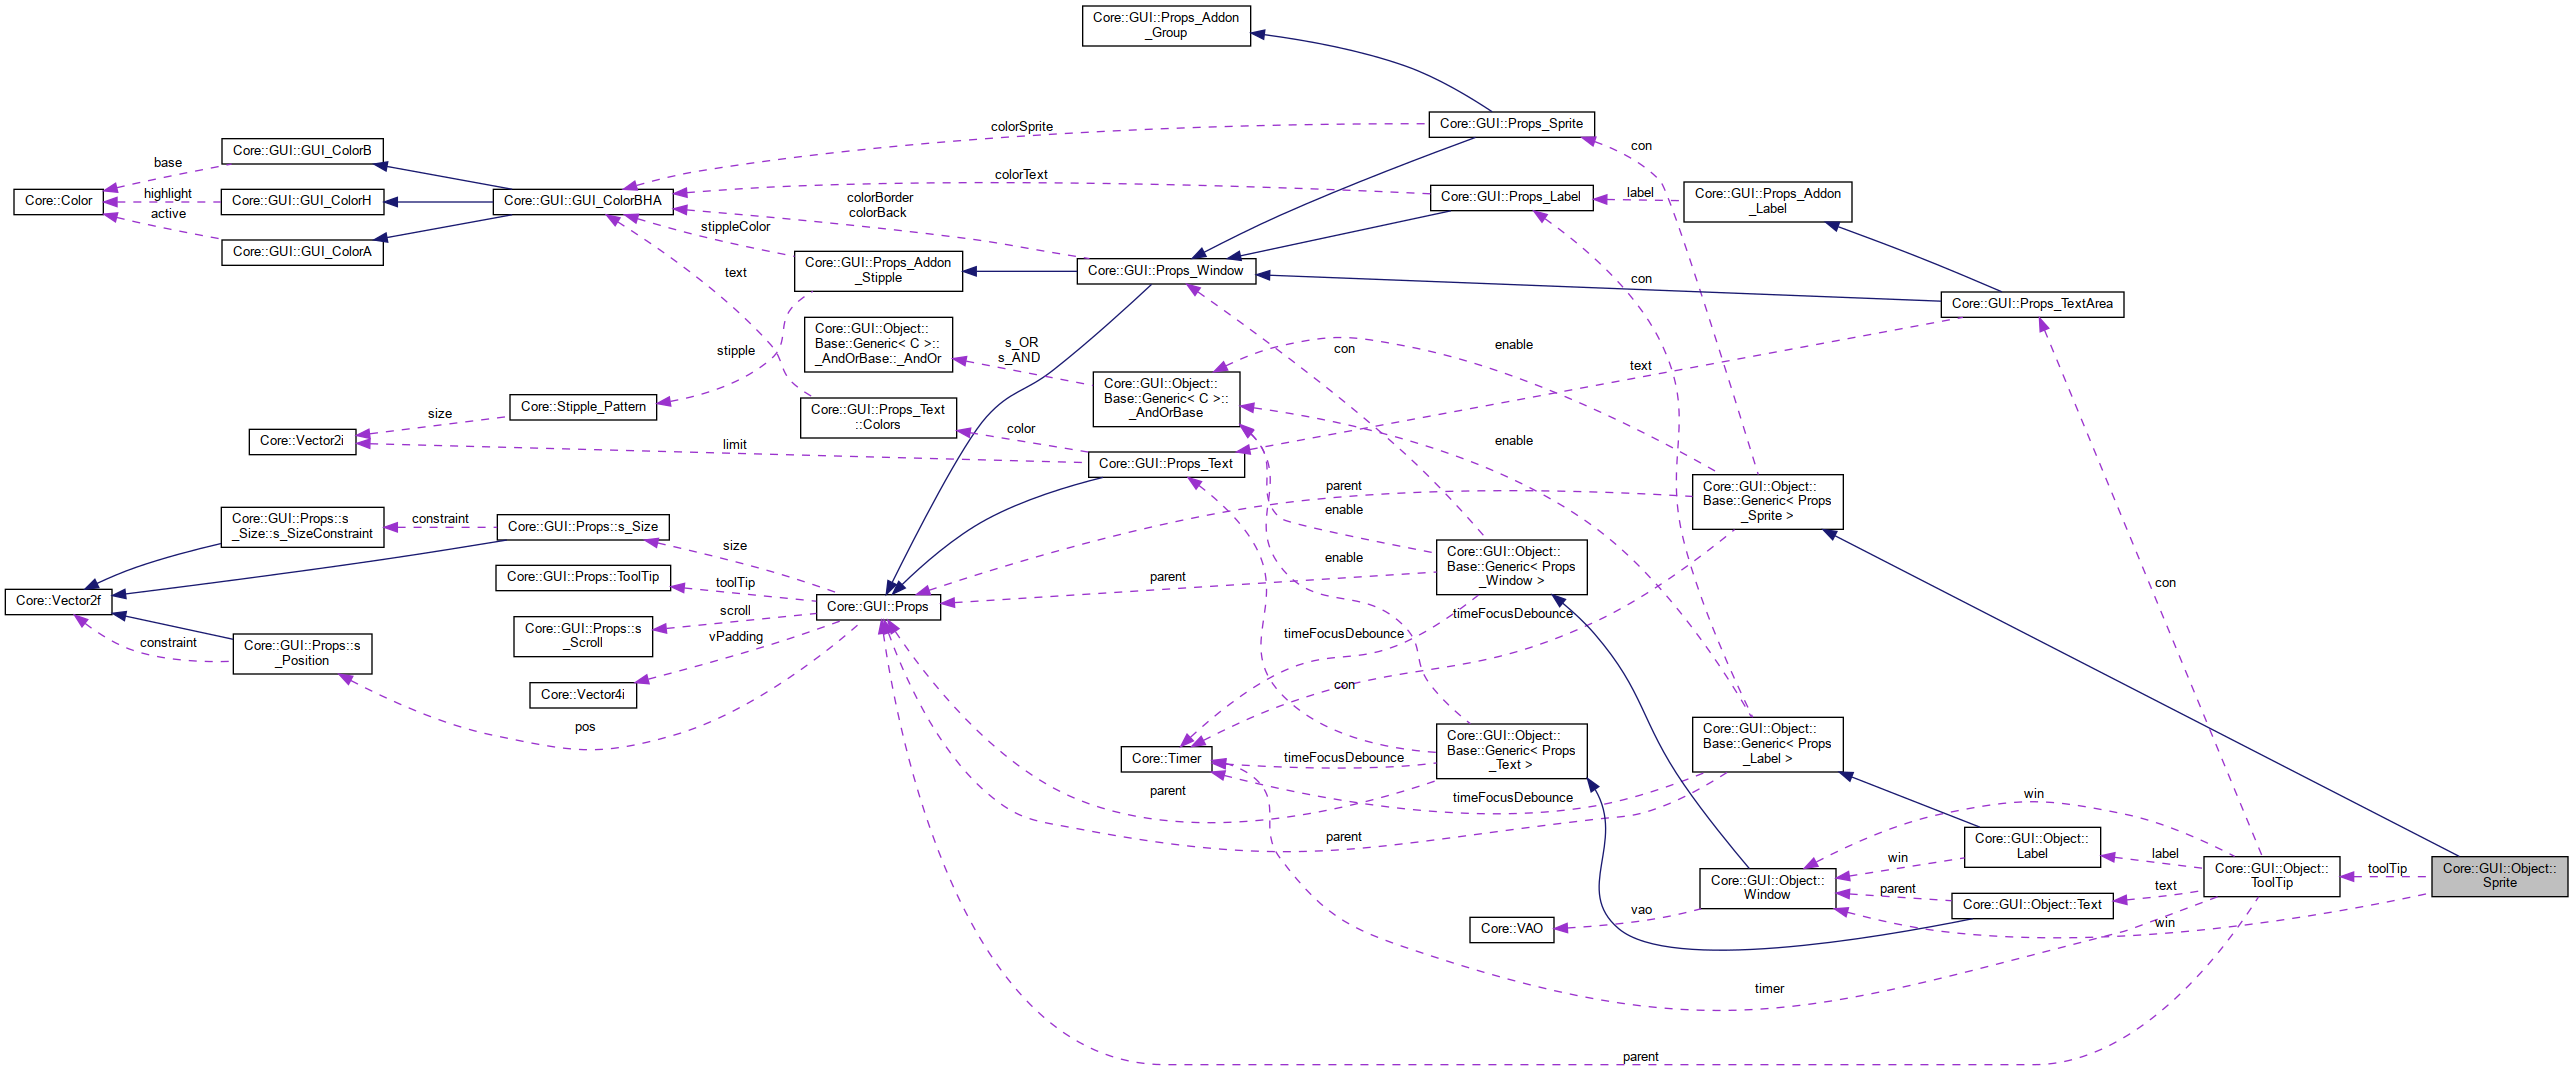 Core::GUI::Props_Addon
_Group
Core::GUI::Props_Sprite
colorSprite
con
Core::GUI::GUI_ColorB
base
Core::Color
highlight
Core::GUI::GUI_ColorH
Core::GUI::GUI_ColorBHA
colorText
Core::GUI::Props_Label
label
Core::GUI::Props_Addon
_Label
active
Core::GUI::GUI_ColorA
colorBorder
colorBack
stippleColor
text
Core::GUI::Props_Addon
_Stipple
Core::GUI::Props_Window
con
Core::GUI::Props_TextArea
Core::GUI::Object::
Base::Generic< C >::
_AndOrBase::_AndOr
s_OR
s_AND
stipple
con
enable
text
Core::GUI::Object::
Base::Generic< C >::
_AndOrBase
Core::Stipple_Pattern
size
Core::Vector2i
Core::GUI::Props_Text
::Colors
color
limit
enable
Core::GUI::Props_Text
Core::GUI::Object::
Base::Generic< Props
_Sprite >
parent
enable
Core::GUI::Props::s
_Size::s_SizeConstraint
constraint
Core::GUI::Props::s_Size
size
Core::GUI::Object::
Base::Generic< Props
_Window >
enable
parent
con
Core::GUI::Props::ToolTip
toolTip
Core::Vector2f
Core::GUI::Props
scroll
Core::GUI::Props::s
_Scroll
vPadding
constraint
Core::GUI::Props::s
_Position
timeFocusDebounce
timeFocusDebounce
con
Core::Vector4i
pos
Core::Timer
Core::GUI::Object::
Base::Generic< Props
_Text >
Core::GUI::Object::
Base::Generic< Props
_Label >
timeFocusDebounce
parent
timeFocusDebounce
parent
win
Core::GUI::Object::
Label
label
win
Core::GUI::Object::
Window
parent
Core::GUI::Object::Text
text
Core::GUI::Object::
ToolTip
toolTip
Core::GUI::Object::
Sprite
vao
Core::VAO
win
timer
parent